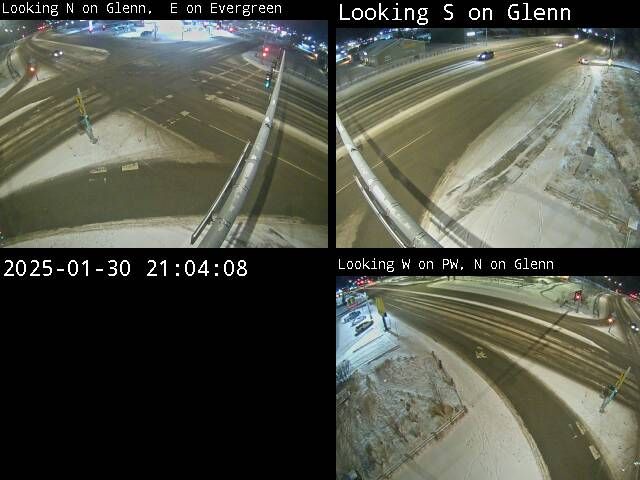 Looking N on Glenn,  E on Evergreen
Looking S on Glenn
2025-01-30 21:04:08
Looking W on PW, N on Glenn